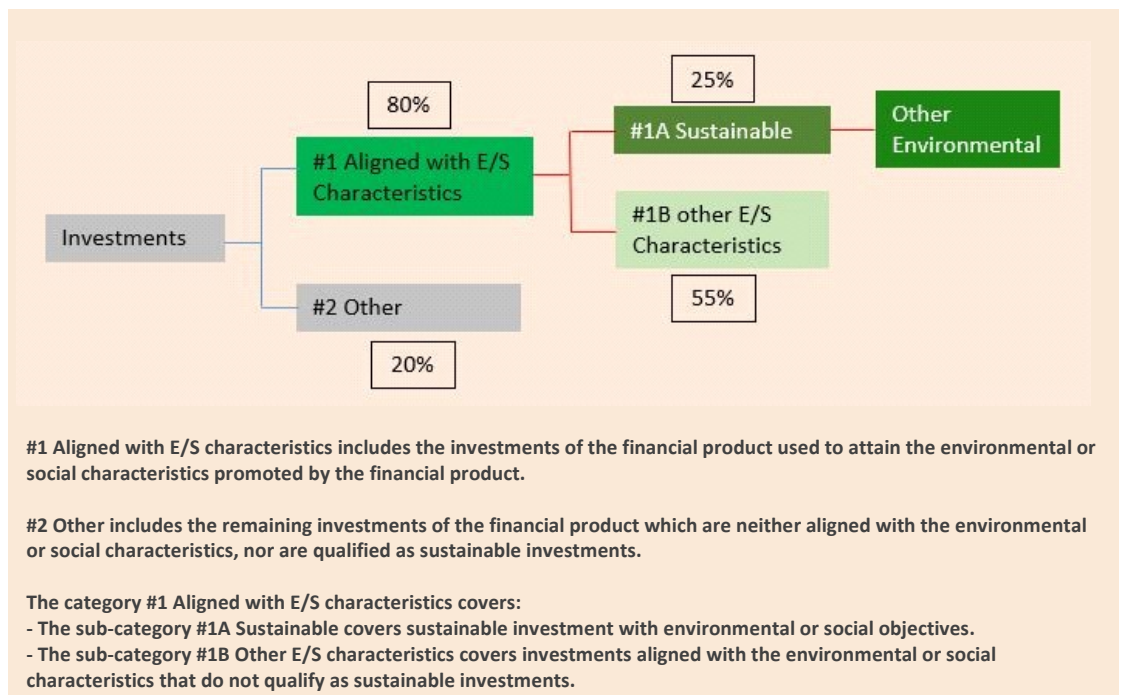 25%
80%
Other
Environmental
#1A Sustainable
#1 Aligned with E/S
Characteristics
#1B other E/S
Characteristics
Investments
55%
#2 Other
20%
#1 Aligned with E/S characteristics includes the investments of the financial product used to attain the environmental or
social characteristics promoted by the financial product.
#2 Other includes the remaining investments of the financial product which are neither aligned with the environmental
or social characteristics, nor are qualified as sustainable investments.
The category #1 Aligned with E/S characteristics covers:
- The sub-category #1A Sustainable covers sustainable investment with environmental or social objectives.
- The sub-category #1B Other E/S characteristics covers investments aligned with the environmental or social
characteristics that do not qualify as sustainable investments.